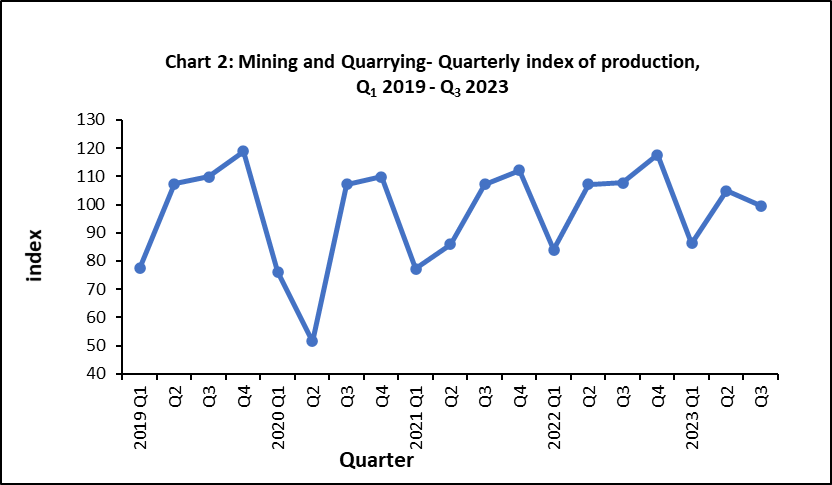 Chart 2: Mining and Quarrying- Quarterly index of production,
Q1 2019 - Q3 2023
130
120
110
100
90
80
70
60
50
40
index
2019 Q1
Q2
Q3
Q4
2020 Q1
Q2
Q3
Q4
2021 Q1
Q2
Q3
Q4
2022 Q1
Q2
Q3
Q4
2023 Q1
Q2
Q3
Quarter